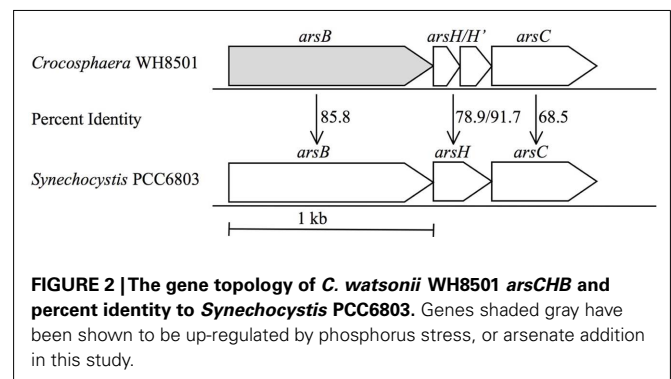 arsB arsH/H’ arsC
Crocosphaera WH8501
Percent Identity 85.8 78.9/91.7 68.5
arsB arsH arsC
Synechocystis PCC6803
1 kb
FIGURE 2 | The gene topology of C. watsonii WH8501 arsCHB and
percent identity to Synechocystis PCC6803. Genes shaded gray have
been shown to be up-regulated by phosphorus stress, or arsenate addition
in this study.